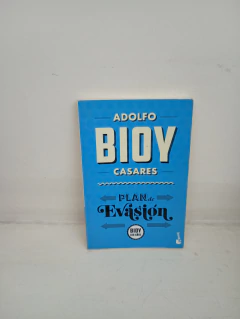 ADOLFO
BIOY
CASARES
PLAN de
Evasión
BIOY